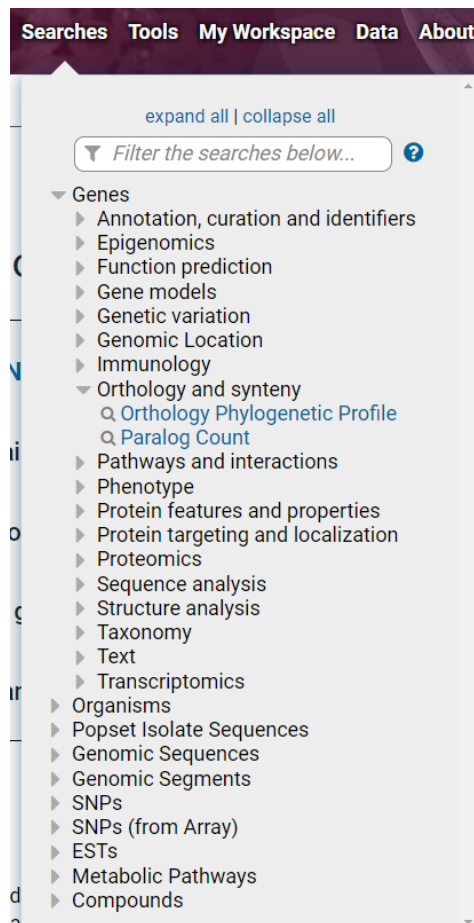 Searches Tools My Workspace Data About
expand all | collapse all
Filter the searches below...
Genes
Annotation, curation and identifiers
Epigenomics
Function prediction
Gene models
Genetic variation
Genomic Location
Immunology
Orthology and synteny
Orthology Phylogenetic Profile
Paralog Count
Pathways and interactions
Phenotype
Protein features and properties
Protein targeting and localization
Proteomics
Sequence analysis
Structure analysis
Taxonomy
Text
Transcriptomics
Organisms
Popset Isolate Sequences
Genomic Sequences
Genomic Segments
SNPs
SNPs (from Array)
ESTs
Metabolic Pathways
Compounds